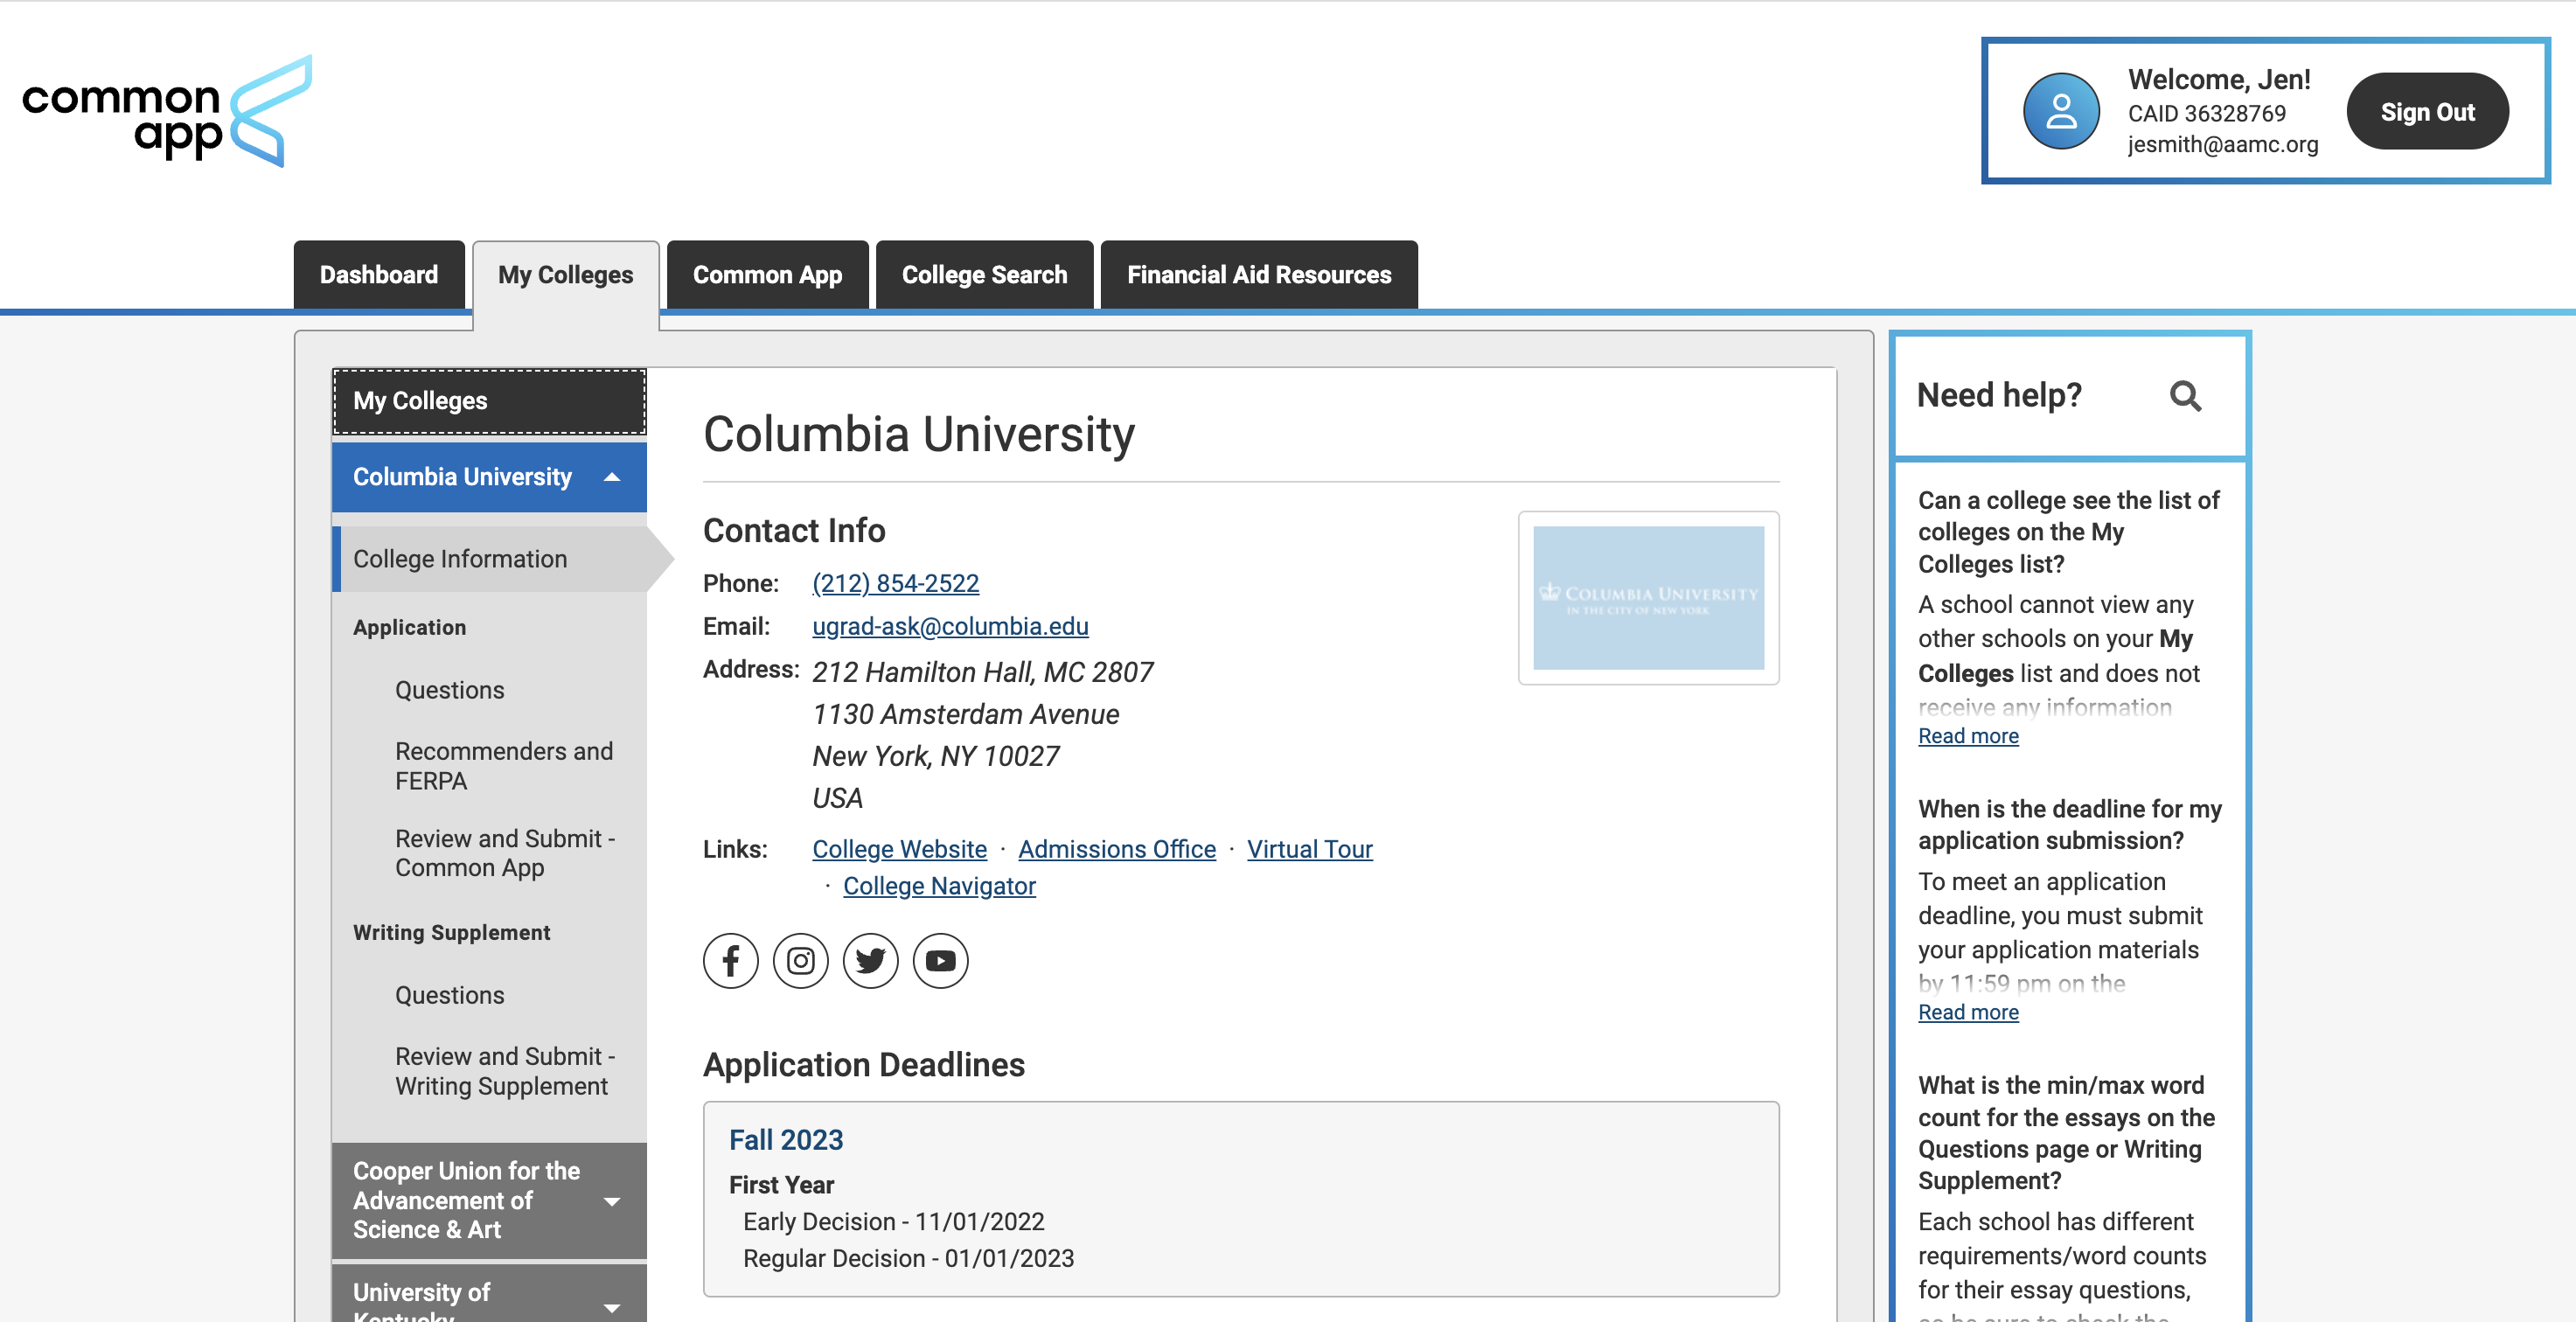 common
app
Welcome, Jen!
CAID 36328769
jesmith@aamc.org
Sign Out
Dashboard
My Colleges
Common App
College Search
Financial Aid Resources
My Colleges
Columbia University
College Information
Application
Questions
Recommenders and
FERPA
Review and Submit -
Common App
Writing Supplement
Questions
Review and Submit -
Writing Supplement
Cooper Union for the
Advancement of
Science & Art
University of
Kentucky
Columbia University
Contact Info
Phone: (212) 854-2522
Email: ugrad-ask@columbia.edu
Address: 212 Hamilton Hall, MC 2807
1130 Amsterdam Avenue
New York, NY 10027
USA
Links: College Website · Admissions Office · Virtual Tour
· College Navigator
COLUMBIA UNIVERSITY
IN THE CITY OF NEW YORK
Application Deadlines
Fall 2023
First Year
Early Decision - 11/01/2022
Regular Decision - 01/01/2023
Need help?
Can a college see the list of
colleges on the My
Colleges list?
A school cannot view any
other schools on your My
Colleges list and does not
receive any information
Read more
When is the deadline for my
application submission?
To meet an application
deadline, you must submit
your application materials
by 11:59 pm on the
Read more
What is the min/max word
count for the essays on the
Questions page or Writing
Supplement?
Each school has different
requirements/word counts
for their essay questions,
so be sure to check the